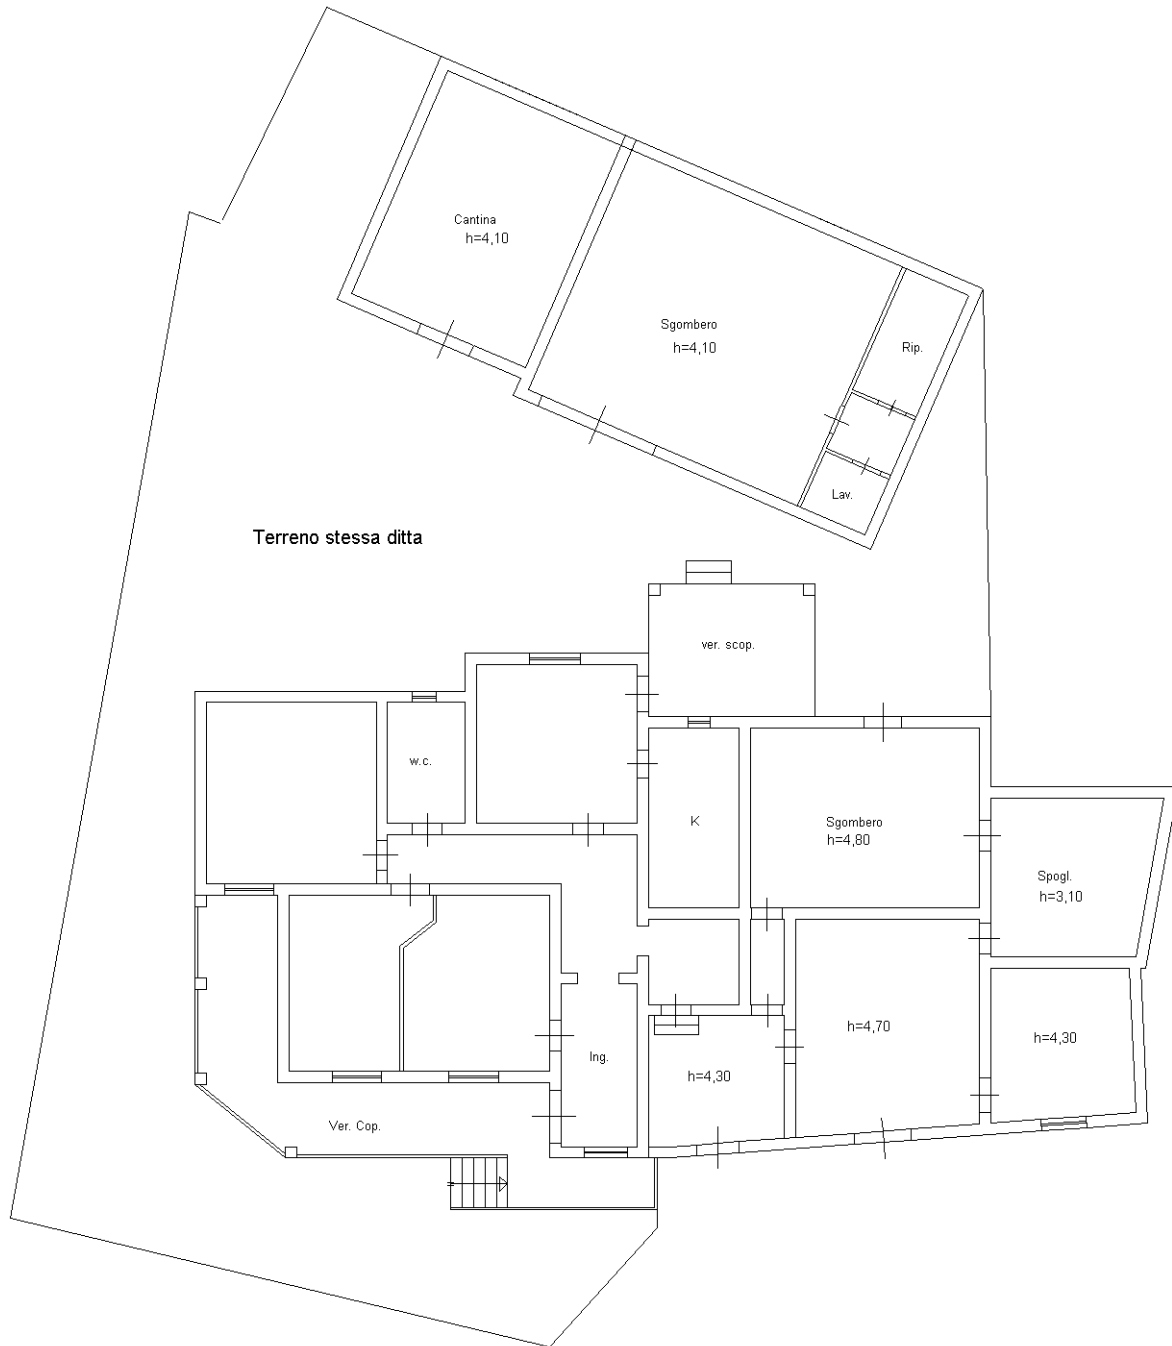 Cantina
h=4,10
Sgombero
h=4,10
Rip.
Lav.
Terreno stessa ditta
ver. scop.
w.c.
K
Sgombero
h=4,80
Spogl.
h=3,10
h=4,70
h=4,30
Ing.
h=4,30
Ver. Cop.